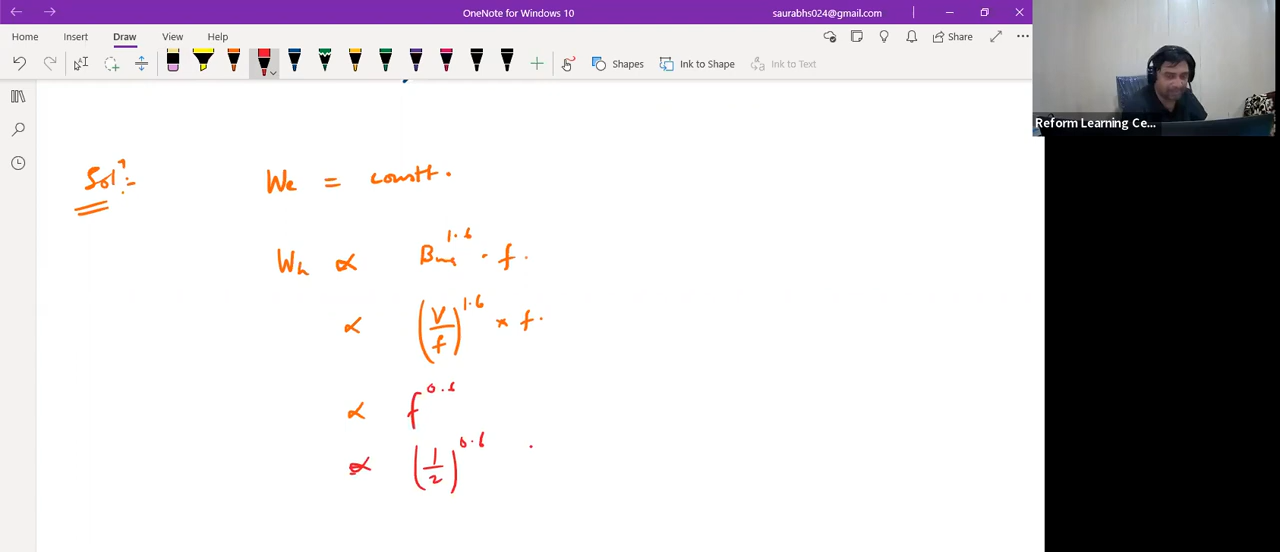 OneNote for Windows 10
saurabhs024@gmail.com
Home Insert Draw View Help
Share
Shapes Ink to Shape Ink to Text
Reform Learning Ce...
Solⁿ:-
We = constt.
Wh ∝ Bm^1.6 · f.
∝ (V/f)^1.6 × f.
∝ f^0.6
∝ (1/2)^0.6